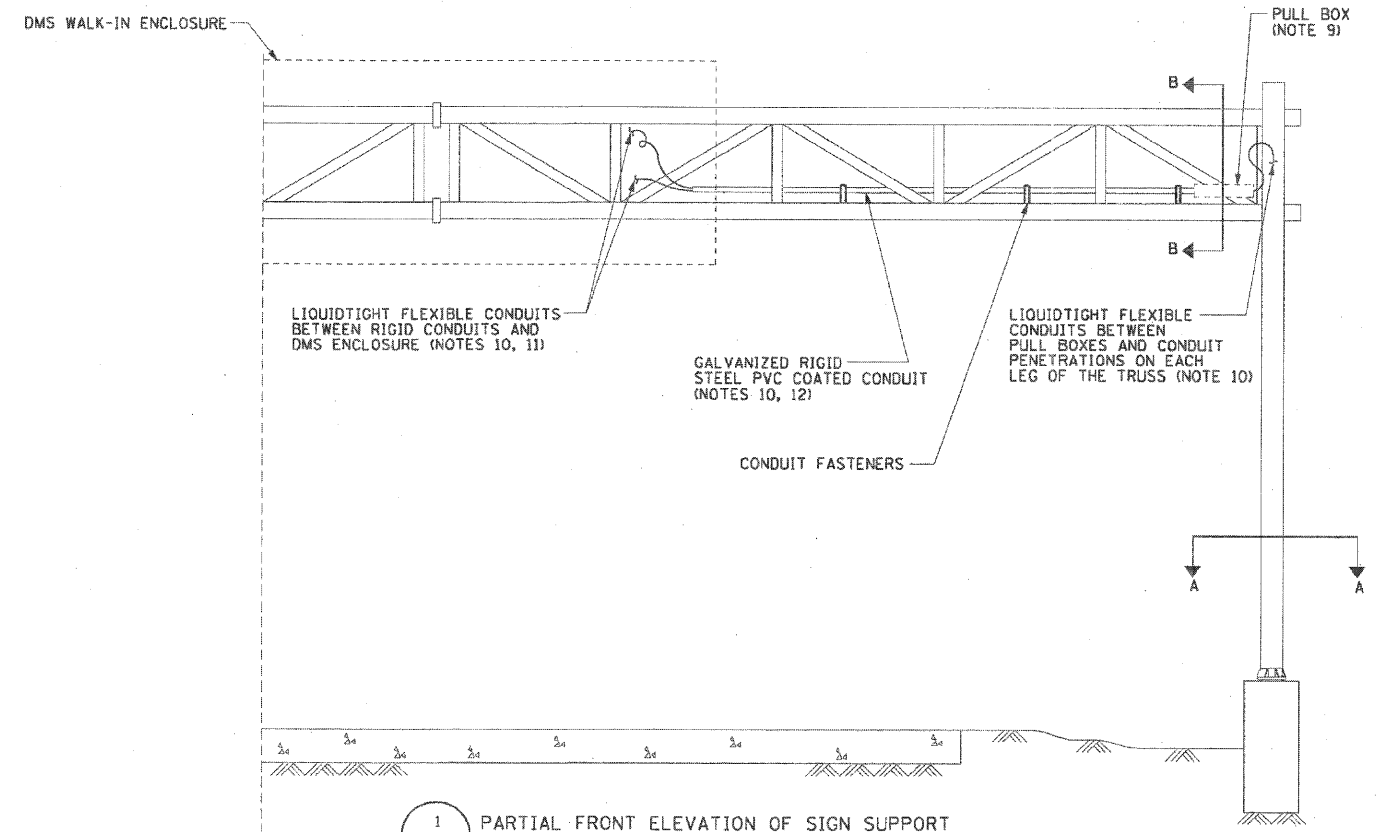 DMS WALK-IN ENCLOSURE
PULL BOX
(NOTE 9)
B
B
LIQUIDTIGHT FLEXIBLE CONDUITS
BETWEEN RIGID CONDUITS AND
DMS ENCLOSURE (NOTES 10, 11)
GALVANIZED RIGID
STEEL PVC COATED CONDUIT
(NOTES 10, 12)
LIQUIDTIGHT FLEXIBLE
CONDUITS BETWEEN
PULL BOXES AND CONDUIT
PENETRATIONS ON EACH
LEG OF THE TRUSS (NOTE 10)
CONDUIT FASTENERS
A
A
1
PARTIAL FRONT ELEVATION OF SIGN SUPPORT